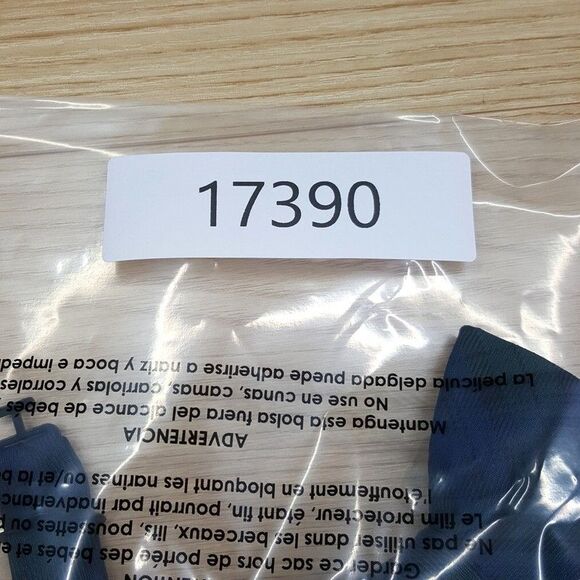 17390
ADVERTENCIA
Mantenga esta bolsa fuera del alcance de bebés
No use en cunas, camas, carriolas y corrales
La película delgada puede adherirse a nariz y boca e
Garder ce sac hors de portée des bébés et
Ne pas utiliser dans les berceaux, lits, poussettes ou
Le film protecteur, étant fin, pourrait par
l'étouffement en bloquant les narines et/ou la